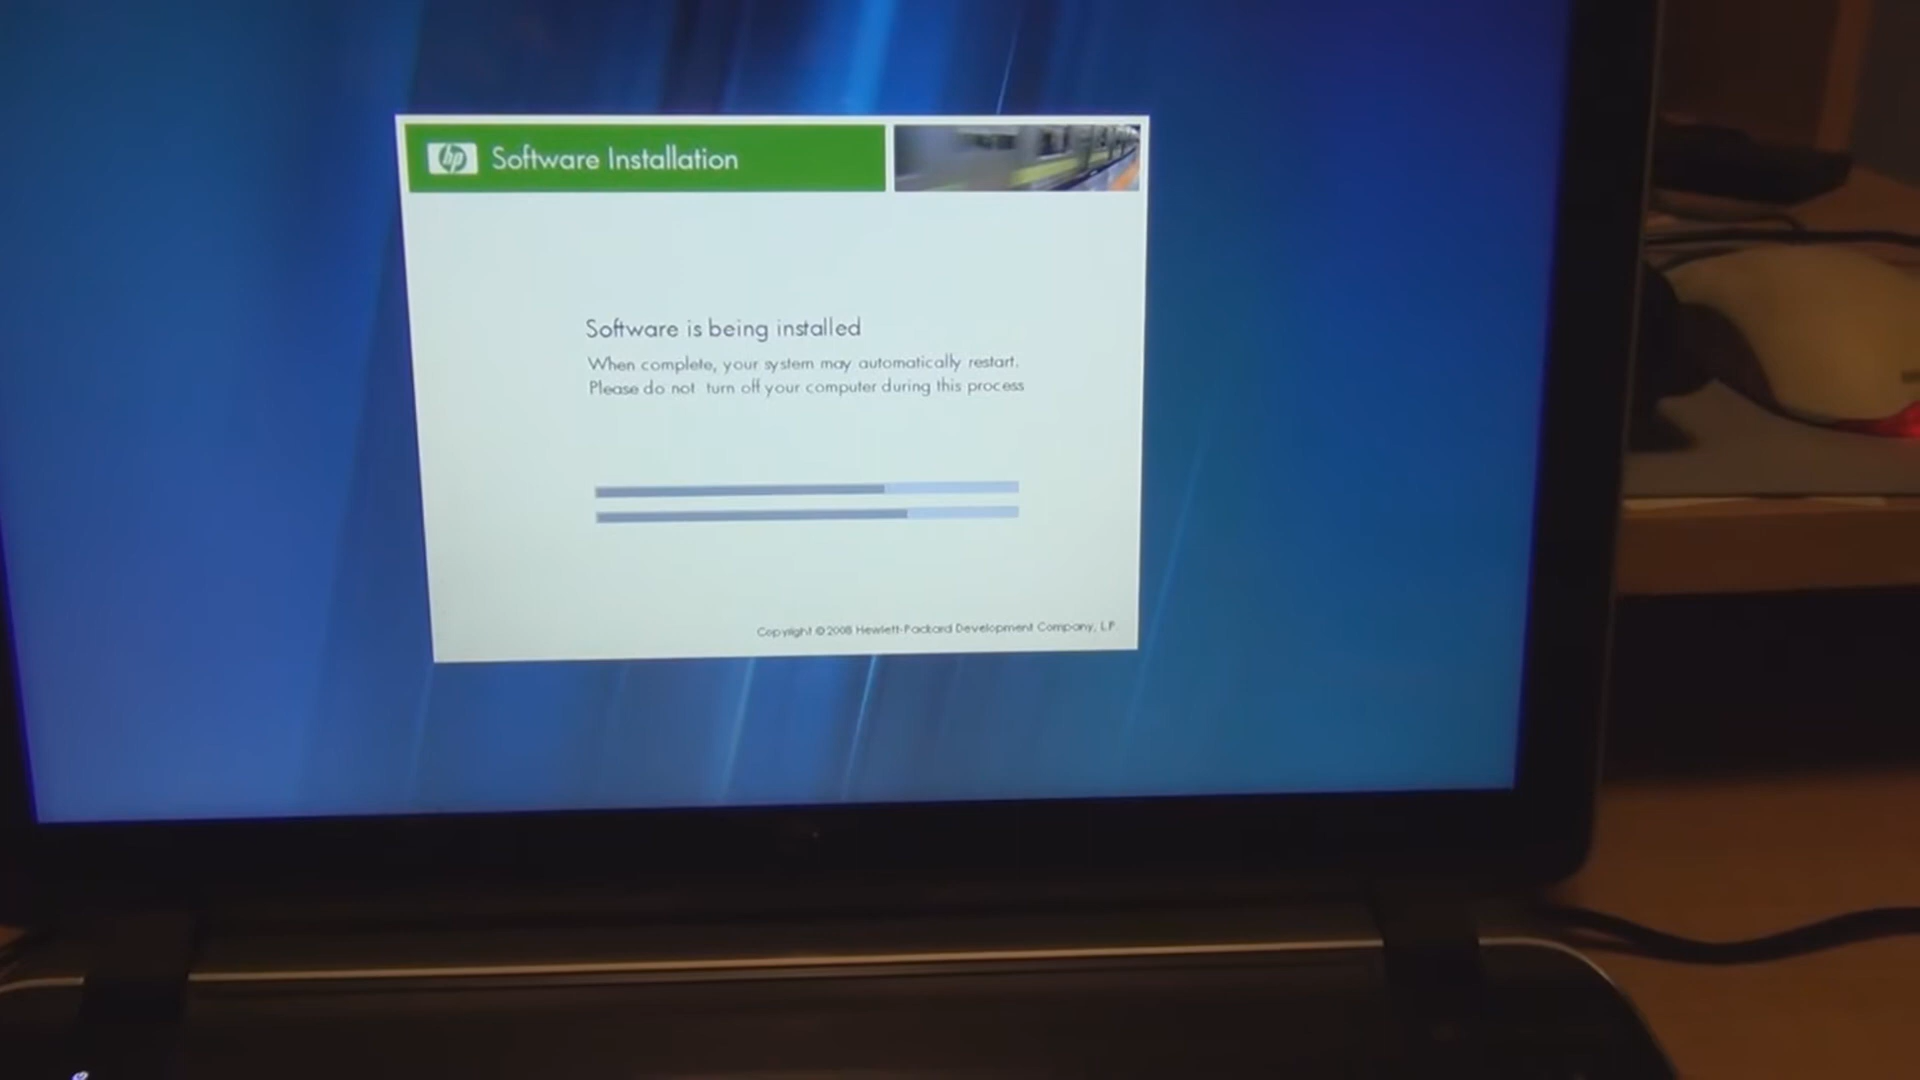 hp Software Installation
Software is being installed
When complete, your system may automatically restart.
Please do not turn off your computer during this process
Copyright © 2008 Hewlett-Packard Development Company, L.P.